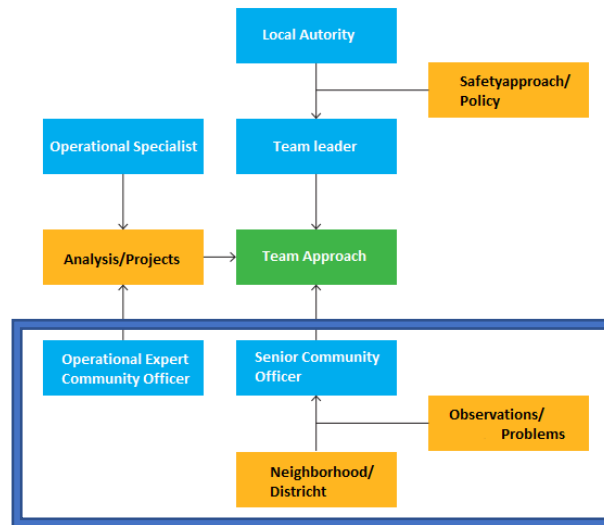 Local Autority
Safetyapproach/
Policy
Operational Specialist
Team leader
Analysis/Projects
Team Approach
Operational Expert
Community Officer
Senior Community
Officer
Observations/
Problems
Neighborhood/
Districht